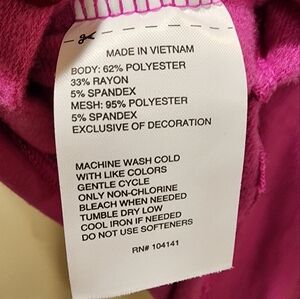 MADE IN VIETNAM
BODY: 62% POLYESTER
33% RAYON
5% SPANDEX
MESH: 95% POLYESTER
5% SPANDEX
EXCLUSIVE OF DECORATION
MACHINE WASH COLD
WITH LIKE COLORS
GENTLE CYCLE
ONLY NON-CHLORINE
BLEACH WHEN NEEDED
TUMBLE DRY LOW
COOL IRON IF NEEDED
DO NOT USE SOFTENERS
RN# 104141